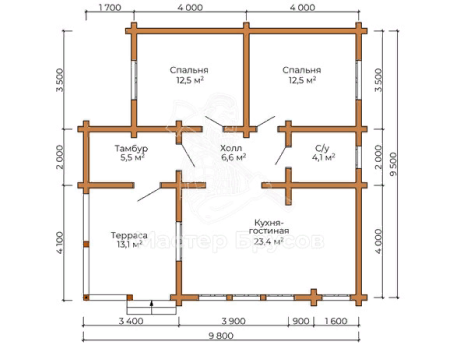 1 700
4 000
4 000
3 500
Спальня
12,5 м²
Спальня
12,5 м²
3 500
2 000
Тамбур
5,5 м²
Холл
6,6 м²
С/у
4,1 м²
2 000
9 500
4 100
Терраса
13,1 м²
Кухня-
гостиная
23,4 м²
4 000
Мастер Брусов
3 400
3 900
900
1 600
9 800